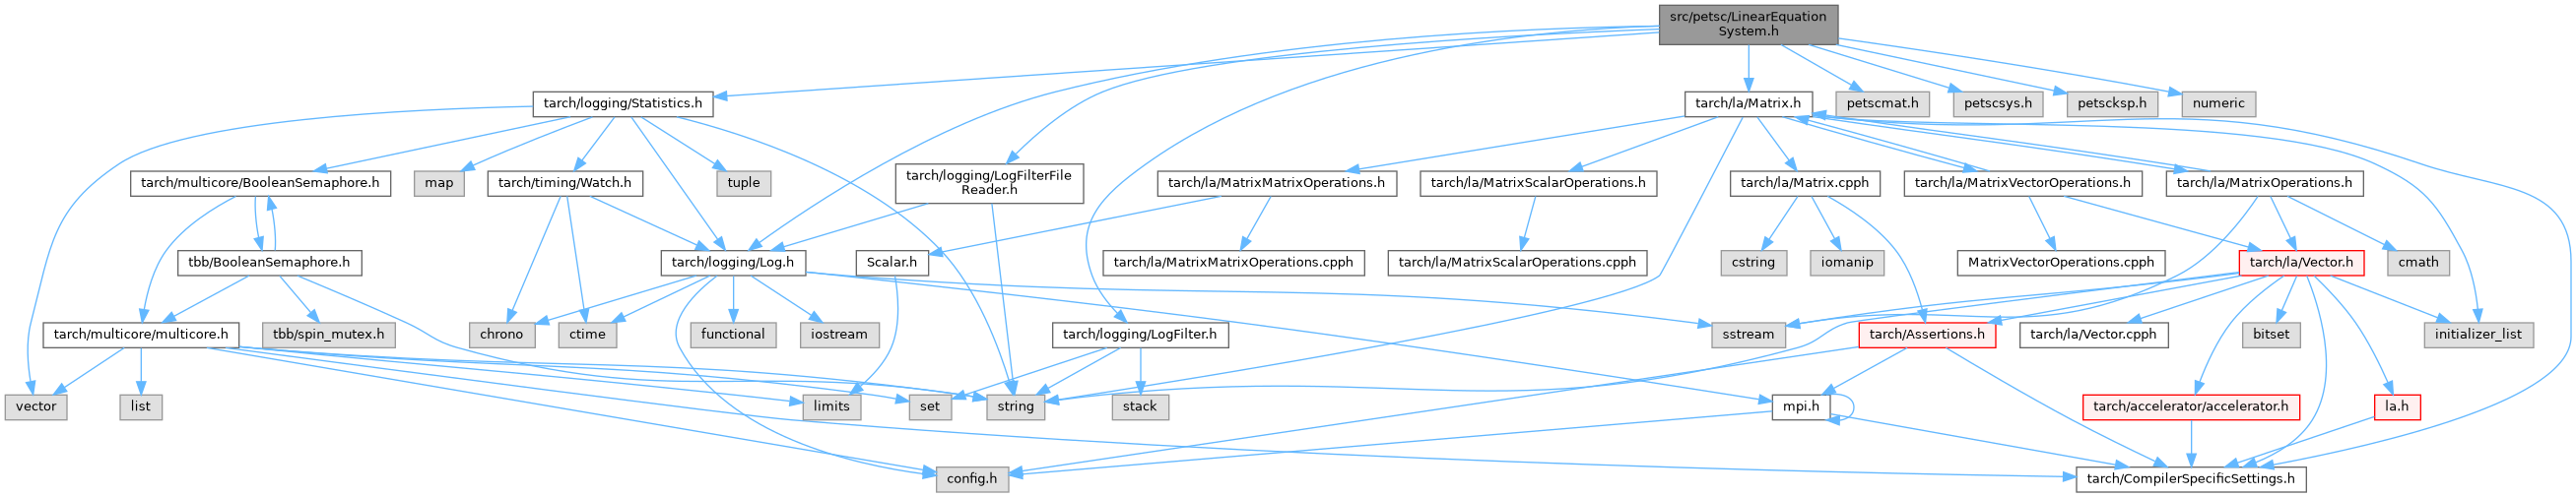 src/petsc/LinearEquation
System.h
tarch/logging/Statistics.h
tarch/la/Matrix.h
petscmat.h
petscsys.h
petscksp.h
numeric
tarch/multicore/BooleanSemaphore.h
map
tarch/timing/Watch.h
tuple
tarch/logging/LogFilterFile
Reader.h
tarch/la/MatrixMatrixOperations.h
tarch/la/MatrixScalarOperations.h
tarch/la/Matrix.cpph
tarch/la/MatrixVectorOperations.h
tarch/la/MatrixOperations.h
tbb/BooleanSemaphore.h
tarch/logging/Log.h
Scalar.h
tarch/la/MatrixMatrixOperations.cpph
tarch/la/MatrixScalarOperations.cpph
cstring
iomanip
MatrixVectorOperations.cpph
tarch/la/Vector.h
cmath
tarch/multicore/multicore.h
tbb/spin_mutex.h
chrono
ctime
functional
iostream
sstream
tarch/logging/LogFilter.h
tarch/Assertions.h
tarch/la/Vector.cpph
bitset
initializer_list
vector
list
limits
set
string
stack
mpi.h
tarch/accelerator/accelerator.h
la.h
config.h
tarch/CompilerSpecificSettings.h